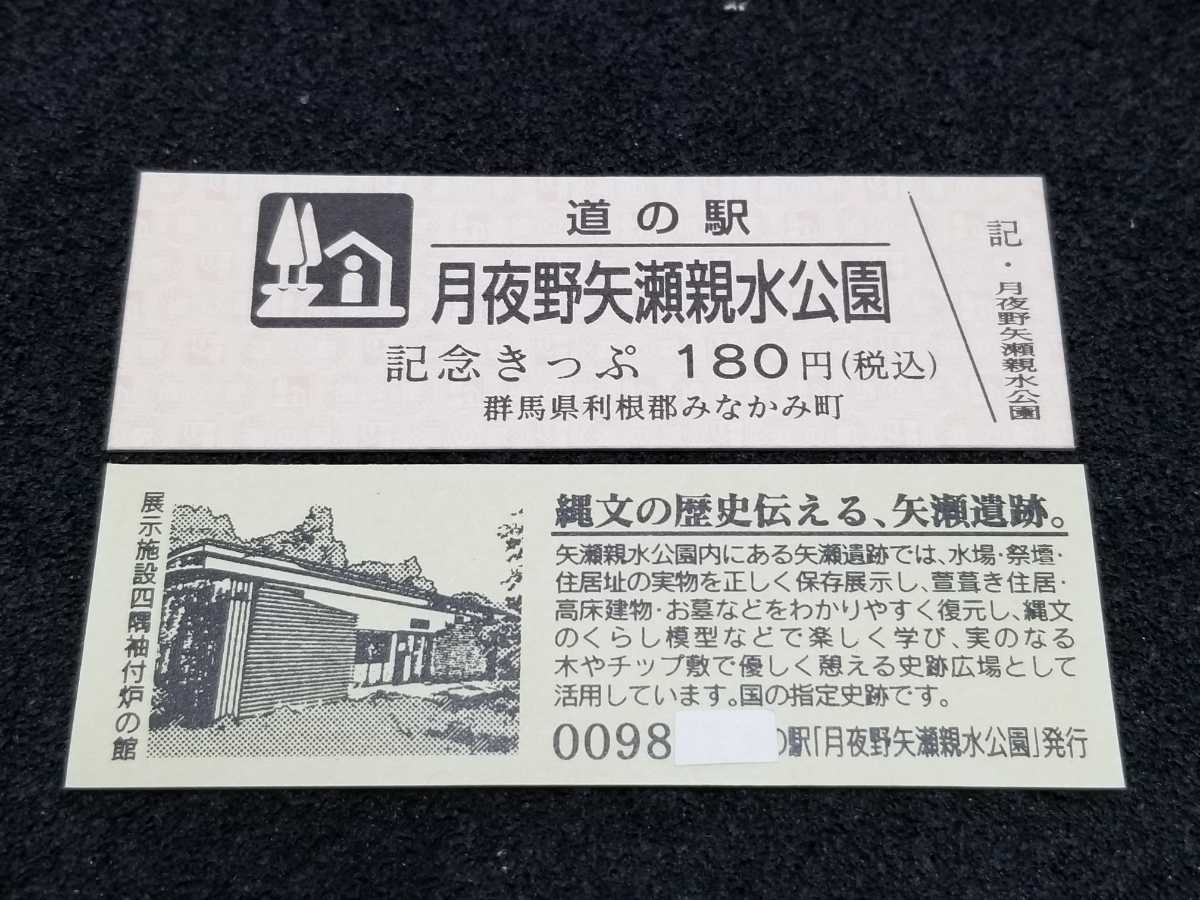 道の駅
月夜野矢瀬親水公園
記念きっぷ 180円(税込)
群馬県利根郡みなかみ町
記・月夜野矢瀬親水公園
展示施設四隅袖付炉の館
縄文の歴史伝える、矢瀬遺跡。
矢瀬親水公園内にある矢瀬遺跡では、水場・祭壇・
住居址の実物を正しく保存展示し、萱葺き住居・
高床建物・お墓などをわかりやすく復元し、縄文
のくらし模型などで楽しく学び、実のなる
木やチップ敷で優しく憩える史跡広場として
活用しています。国の指定史跡です。
0098 の駅「月夜野矢瀬親水公園」発行